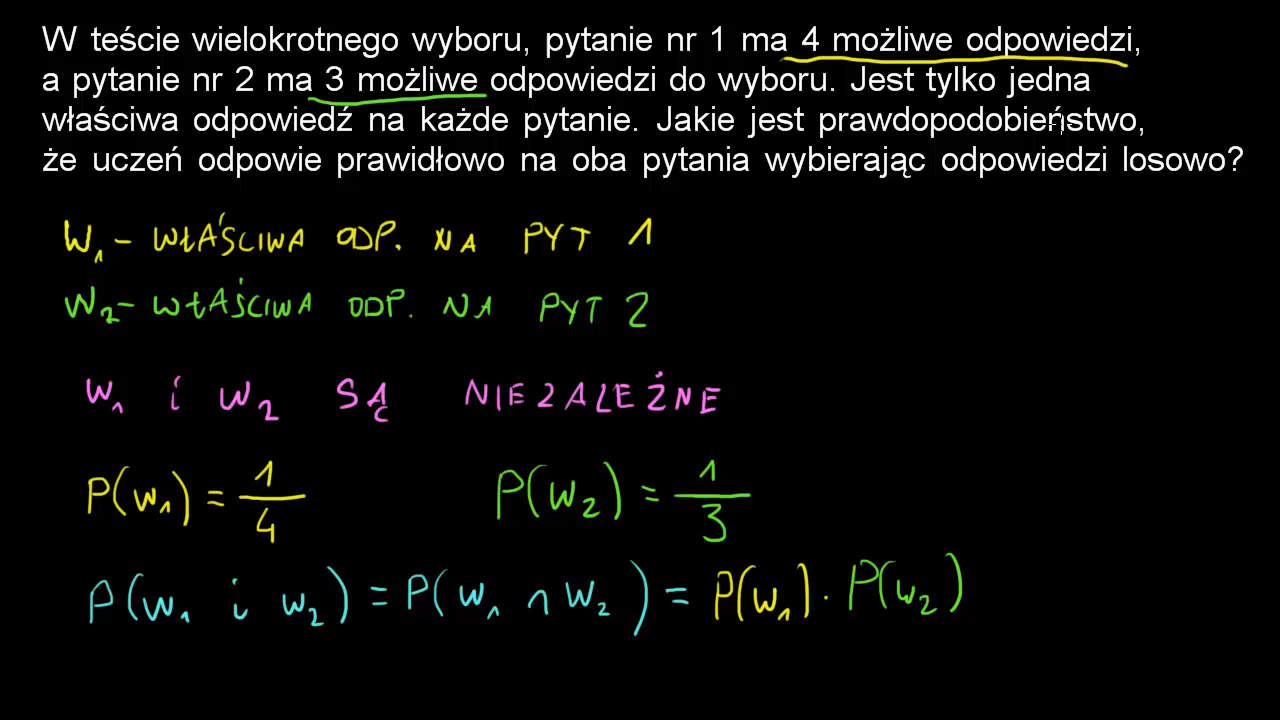 W teście wielokrotnego wyboru, pytanie nr 1 ma 4 możliwe odpowiedzi,
a pytanie nr 2 ma 3 możliwe odpowiedzi do wyboru. Jest tylko jedna
właściwa odpowiedź na każde pytanie. Jakie jest prawdopodobieństwo,
że uczeń odpowie prawidłowo na oba pytania wybierając odpowiedzi losowo?
W₁ - WŁAŚCIWA ODP. NA PYT 1
W₂ - WŁAŚCIWA ODP. NA PYT 2
W₁ i W₂ SĄ NIEZALEŻNE
P(W₁) = 1/4 P(W₂) = 1/3
P(W₁ i W₂) = P(W₁ ∩ W₂) = P(W₁) · P(W₂)